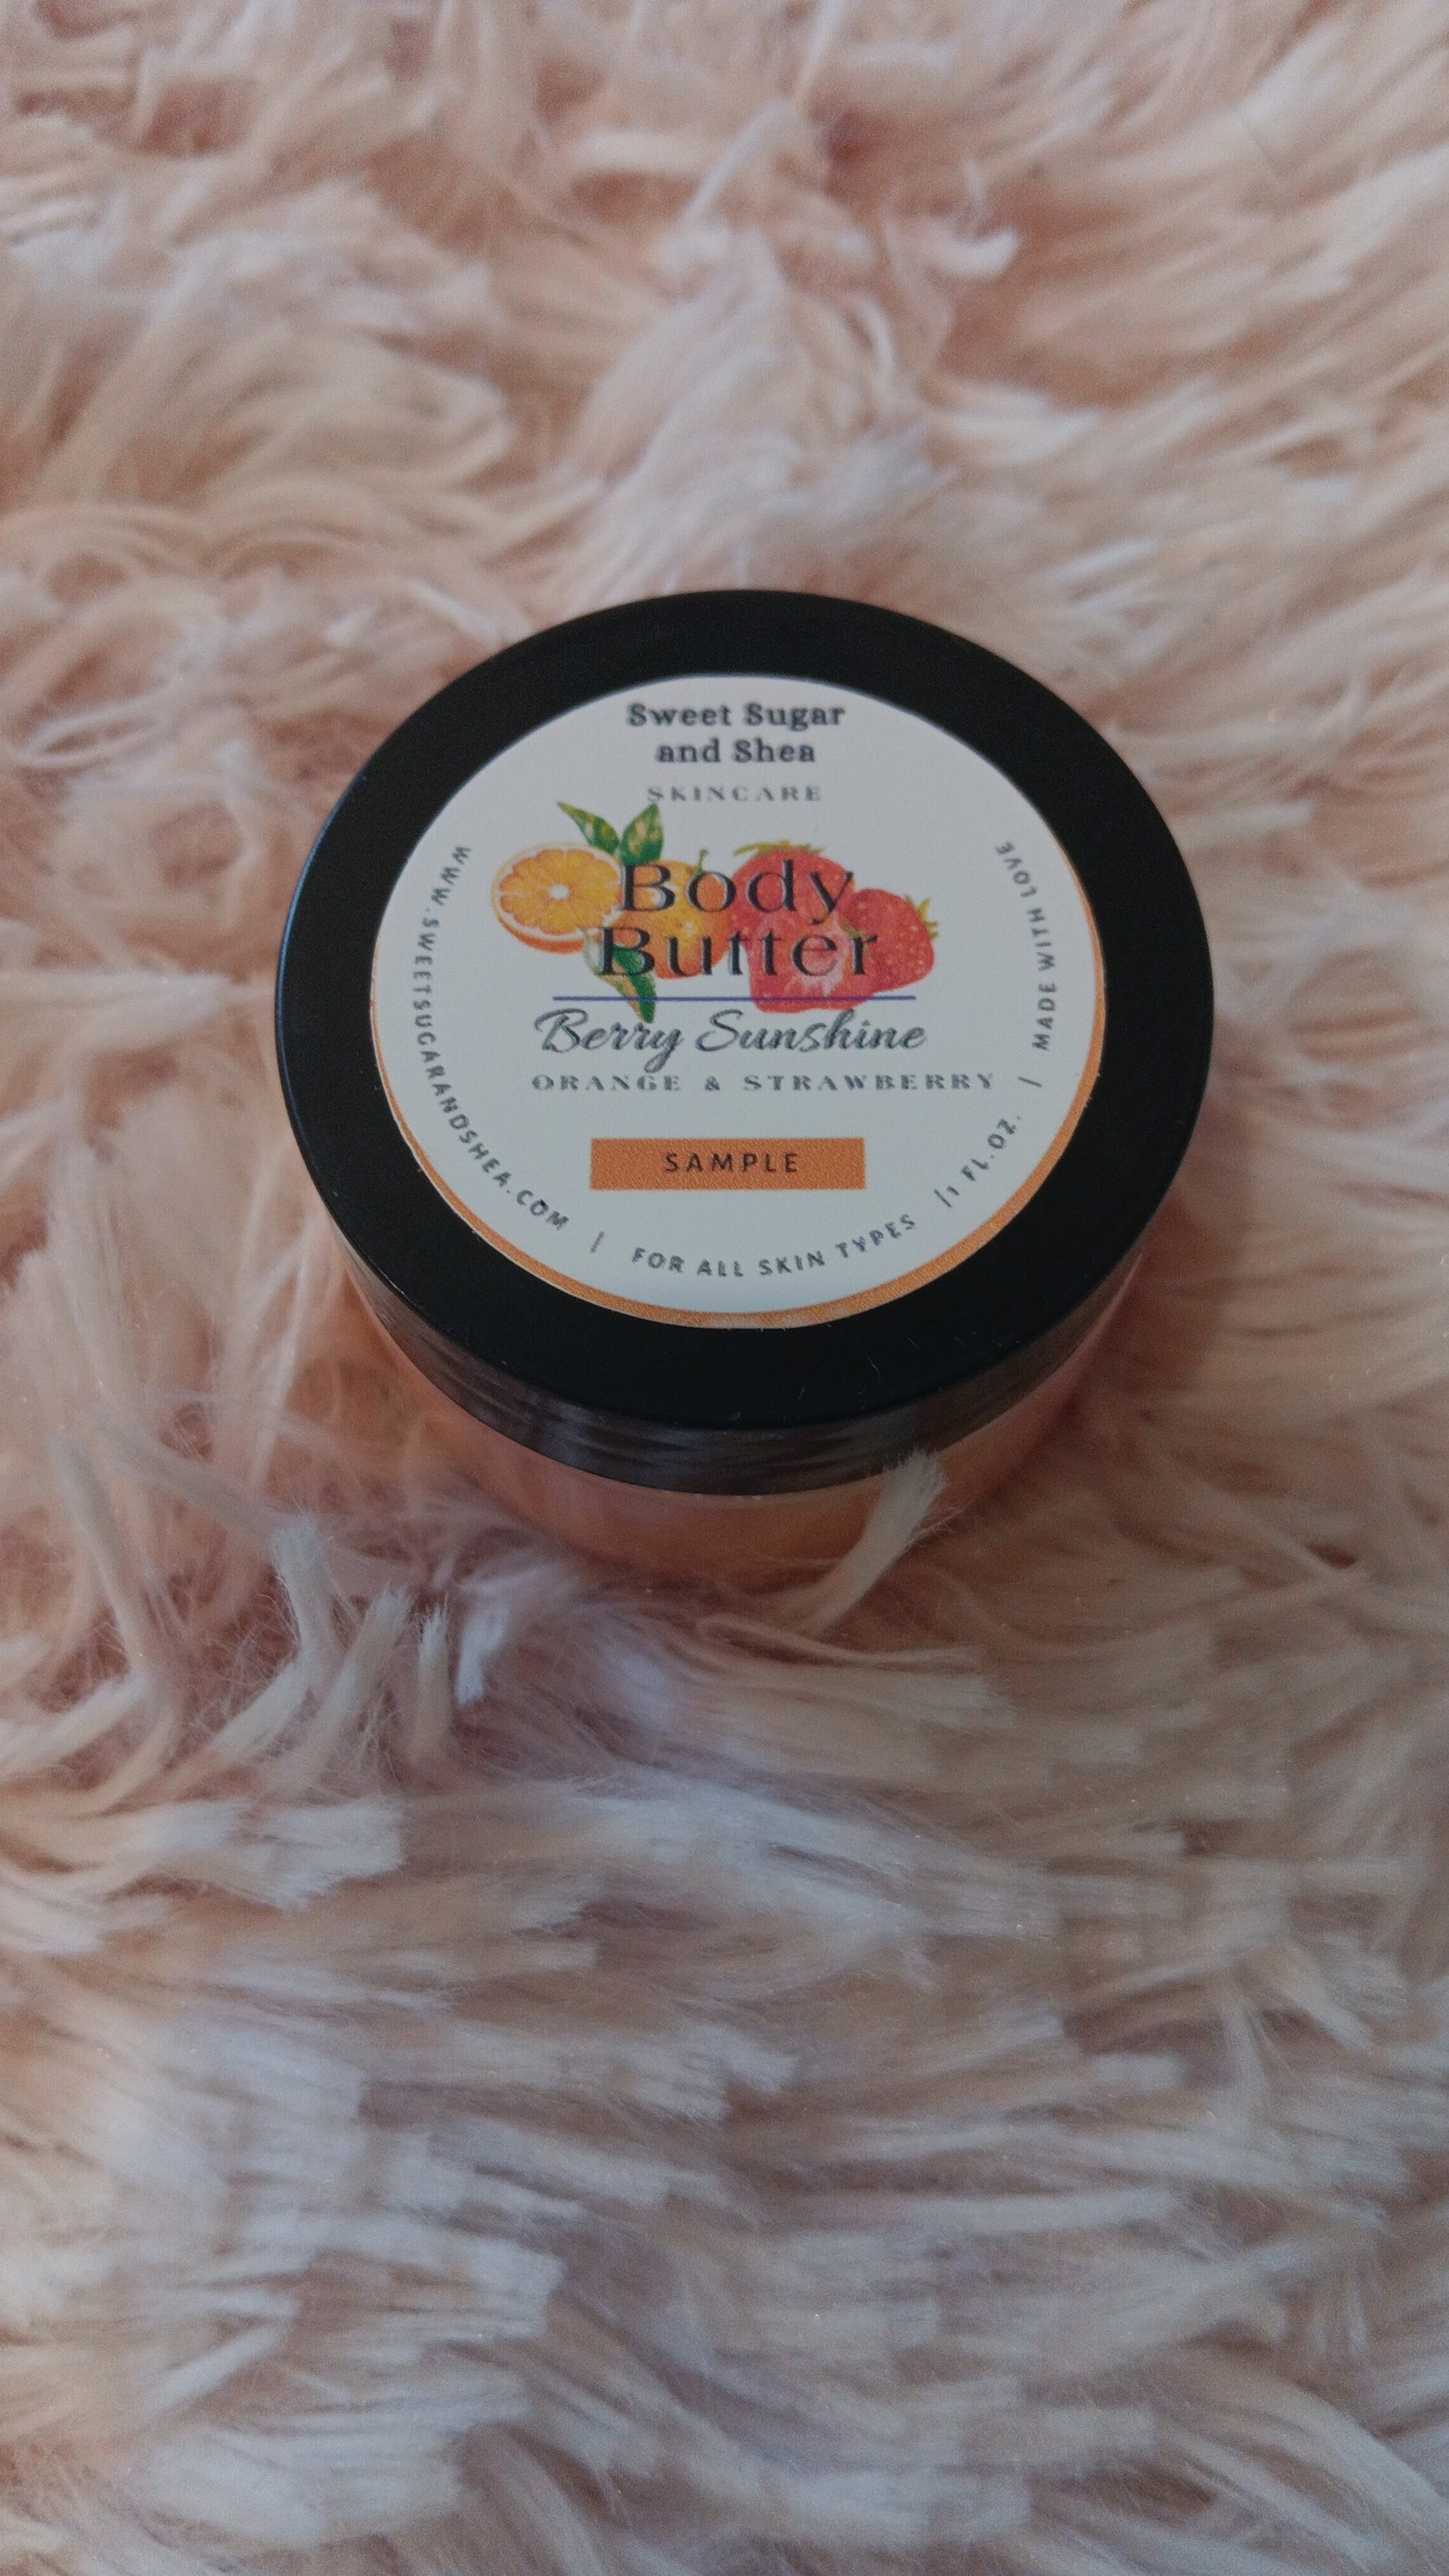 Sweet Sugar
and Shea
SKINCARE
Body
Butter
Berry Sunshine
ORANGE & STRAWBERRY
SAMPLE
WWW.SWEETSUGARANDSHEA.COM | FOR ALL SKIN TYPES | 1 FL.OZ. | MADE WITH LOVE